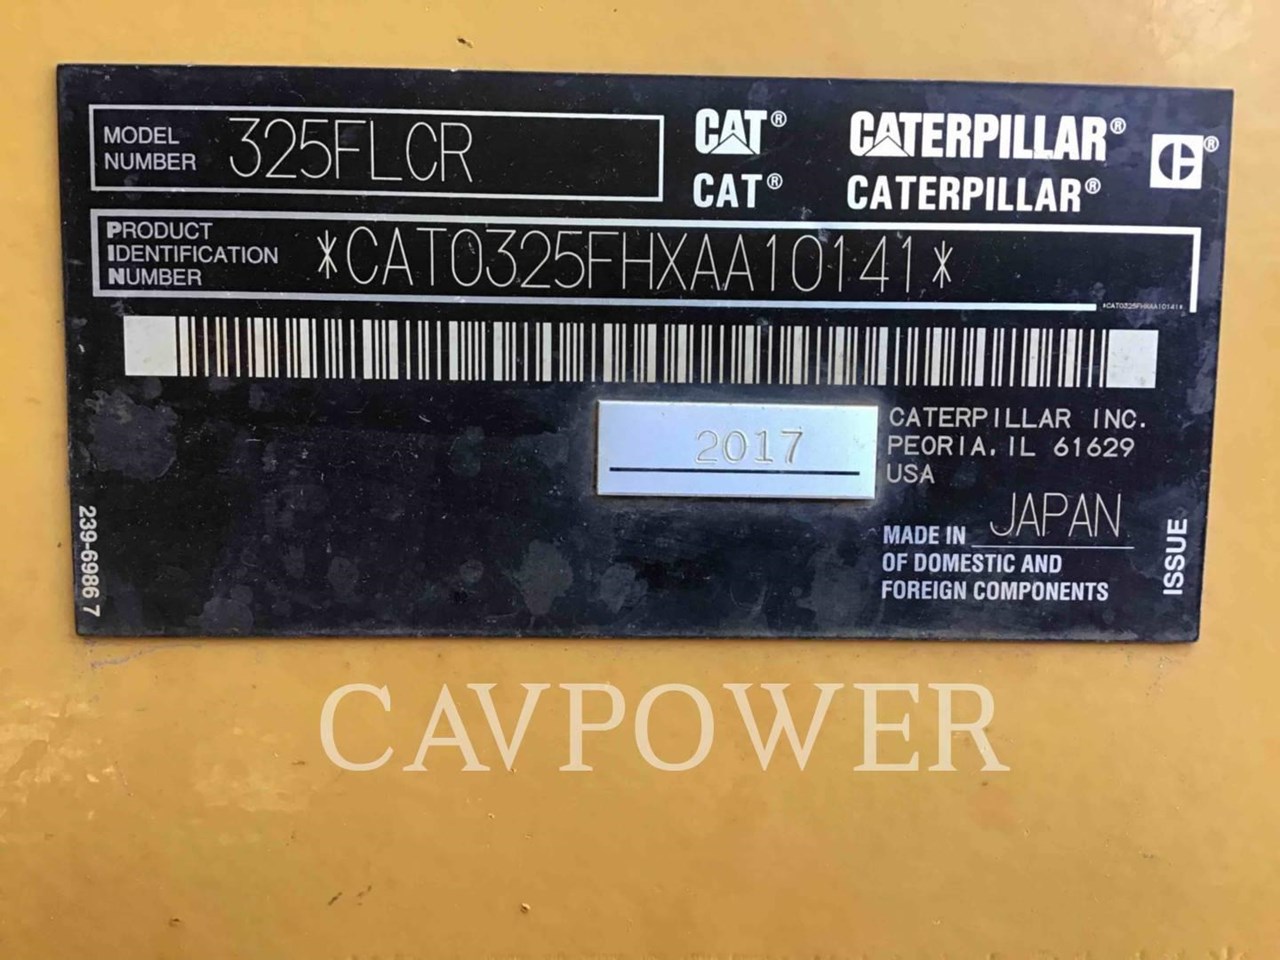 MODEL NUMBER 325FLCR
CAT® CATERPILLAR®
CAT® CATERPILLAR®
PRODUCT IDENTIFICATION NUMBER *CAT0325FHXAA10141*
*CAT0325FHXAA10141*
2017
CATERPILLAR INC.
PEORIA, IL 61629
USA
MADE IN JAPAN
OF DOMESTIC AND
FOREIGN COMPONENTS
ISSUE
239-6986 7
CAVPOWER